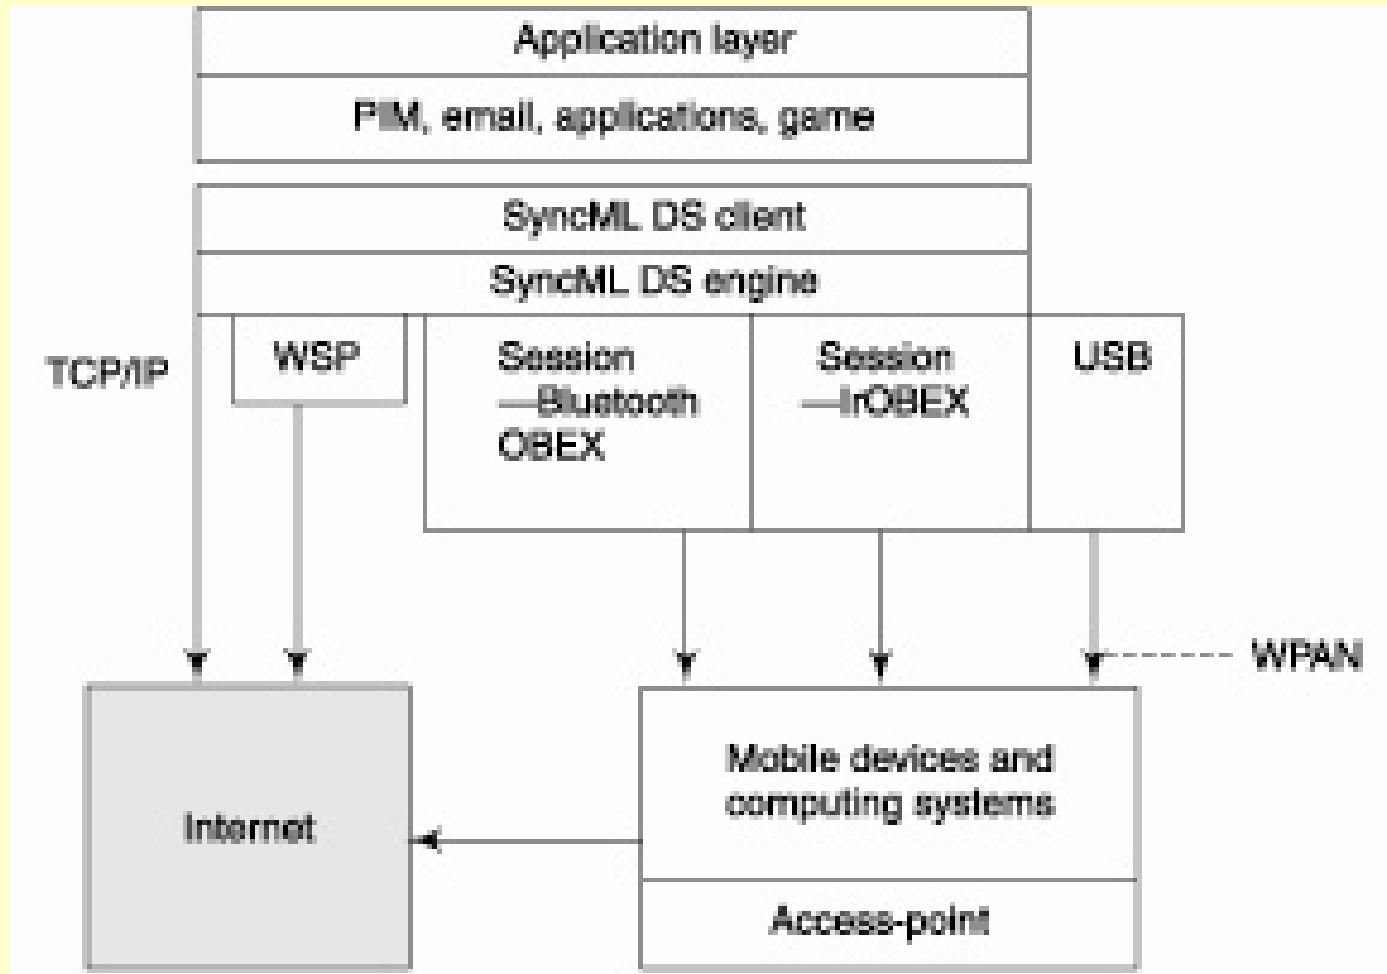 Application layer
PIM, email, applications, game
SyncML DS client
SyncML DS engine
TCP/IP
WSP
Session
—Bluetooth
OBEX
Session
—IrOBEX
USB
WPAN
Mobile devices and
computing systems
Internet
Access-point